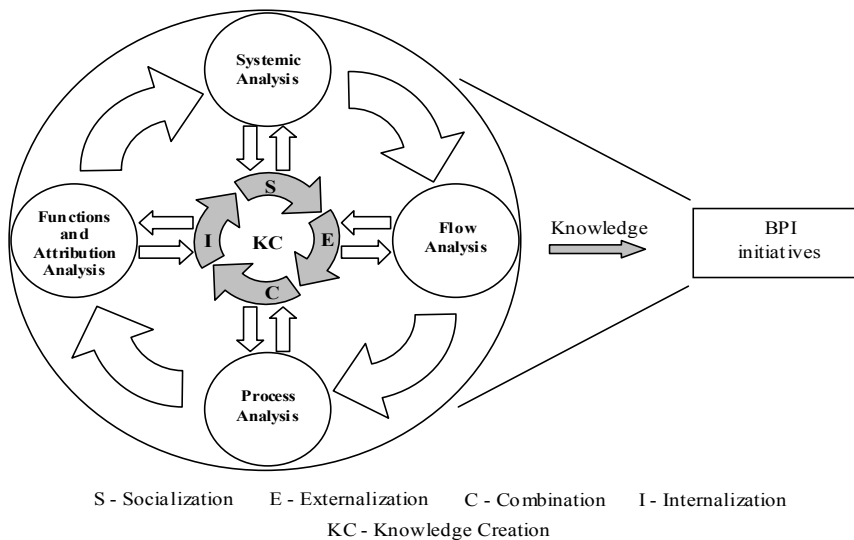 Systemic
Analysis
Functions
and
Attribution
Analysis
S
I
KC
E
C
Flow
Analysis
Process
Analysis
Knowledge
BPI
initiatives
S - Socialization E - Externalization C - Combination I - Internalization
KC - Knowledge Creation